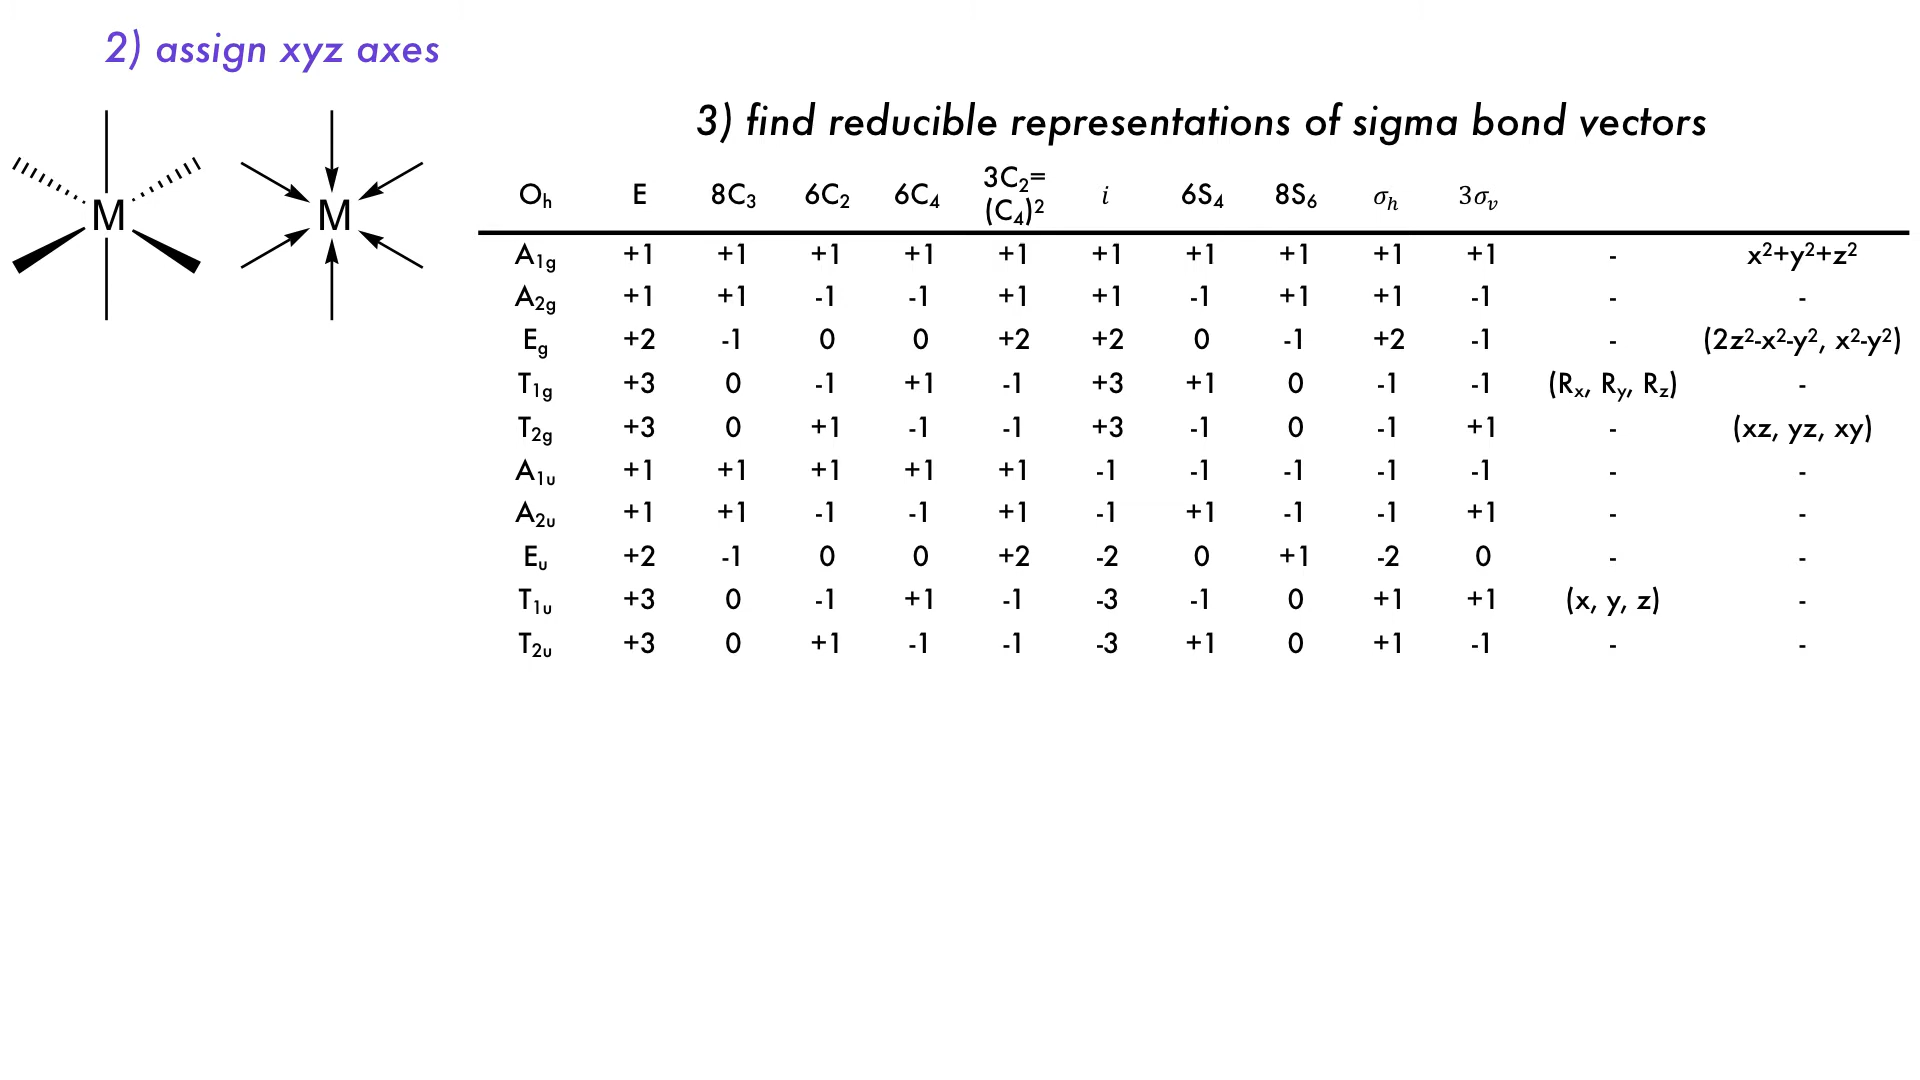 2) assign xyz axes
3) find reducible representations of sigma bond vectors
M M
Oₕ E 8C₃ 6C₂ 6C₄ 3C₂=(C₄)² i 6S₄ 8S₆ σₕ 3σᵥ
A₁g +1 +1 +1 +1 +1 +1 +1 +1 +1 +1 - x²+y²+z²
A₂g +1 +1 -1 -1 +1 +1 -1 +1 +1 -1 - -
Eg +2 -1 0 0 +2 +2 0 -1 +2 -1 - (2z²-x²-y², x²-y²)
T₁g +3 0 -1 +1 -1 +3 +1 0 -1 -1 (Rₓ, Ry, Rz) -
T₂g +3 0 +1 -1 -1 +3 -1 0 -1 +1 - (xz, yz, xy)
A₁ᵤ +1 +1 +1 +1 +1 -1 -1 -1 -1 -1 - -
A₂ᵤ +1 +1 -1 -1 +1 -1 +1 -1 -1 +1 - -
Eᵤ +2 -1 0 0 +2 -2 0 +1 -2 0 - -
T₁ᵤ +3 0 -1 +1 -1 -3 -1 0 +1 +1 (x, y, z) -
T₂ᵤ +3 0 +1 -1 -1 -3 +1 0 +1 -1 - -